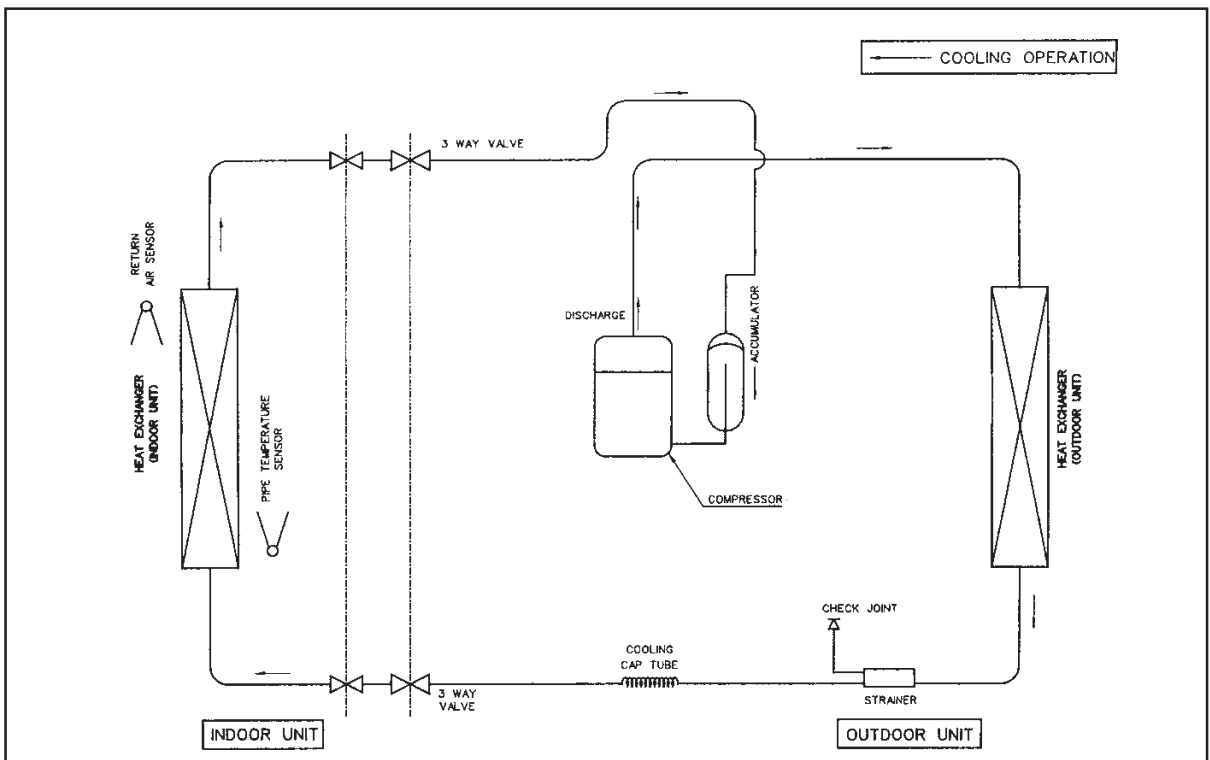 COOLING OPERATION
3 WAY VALVE
RETURN
AIR SENSOR
DISCHARGE
ACCUMULATOR
HEAT EXCHANGER
(INDOOR UNIT)
PIPE TEMPERATURE
SENSOR
HEAT EXCHANGER
(OUTDOOR UNIT)
COMPRESSOR
CHECK JOINT
COOLING
CAP TUBE
3 WAY
VALVE
STRAINER
INDOOR UNIT
OUTDOOR UNIT